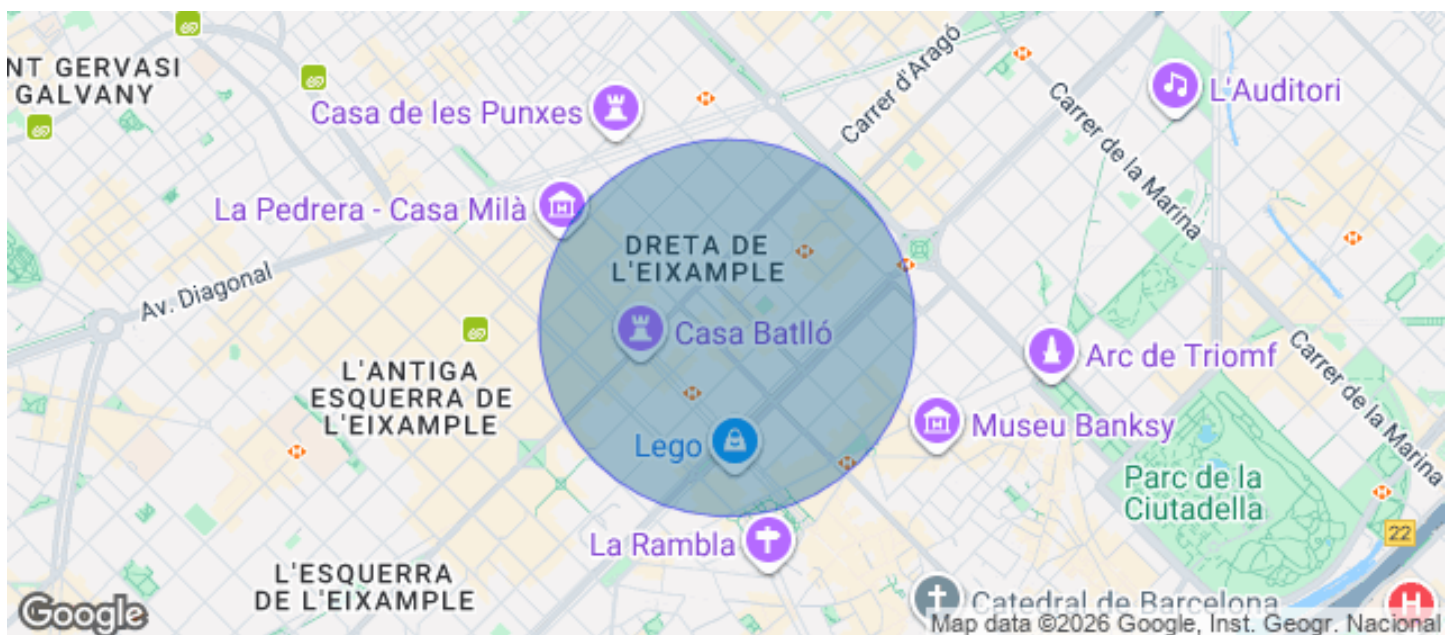 NT GERVASI
GALVANY
Casa de les Punxes
Carrer d'Aragó
L'Auditori
Carrer de la Marina
La Pedrera - Casa Milà
DRETA DE
L'EIXAMPLE
Av. Diagonal
Casa Batlló
Arc de Triomf
Carrer de la Marina
L'ANTIGA
ESQUERRA DE
L'EIXAMPLE
Lego
Museu Banksy
Parc de la
Ciutadella
22
La Rambla
L'ESQUERRA
DE L'EIXAMPLE
Catedral de Barcelona
H
Google
Map data ©2026 Google, Inst. Geogr. Nacional